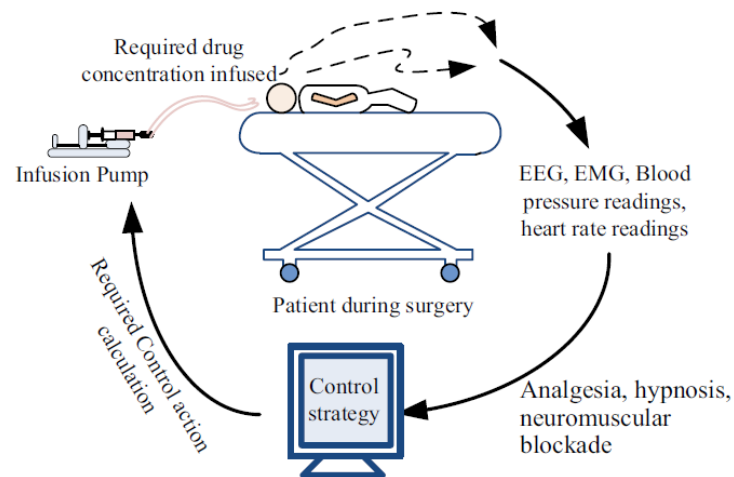 Required drug
concentration infused
Infusion Pump
EEG, EMG, Blood
pressure readings,
heart rate readings
Patient during surgery
Required Control action
calculation
Control
strategy
Analgesia, hypnosis,
neuromuscular
blockade